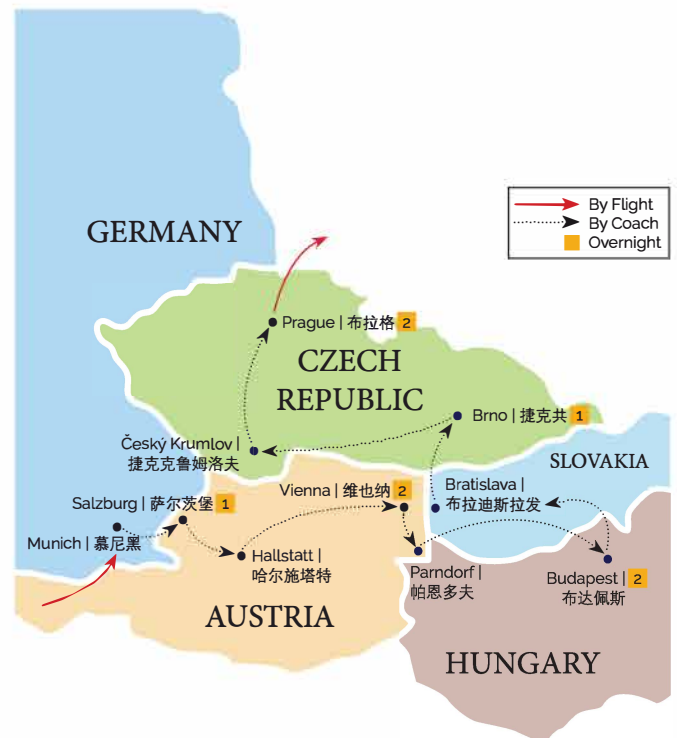 GERMANY
By Flight
By Coach
Overnight
Prague | 布拉格 2
CZECH
REPUBLIC
Brno | 捷克共 1
Český Krumlov |
捷克克鲁姆洛夫
SLOVAKIA
Salzburg | 萨尔茨堡 1
Vienna | 维也纳 2
Bratislava |
布拉迪斯拉发
Munich | 慕尼黑
Hallstatt |
哈尔施塔特
Parndorf |
帕恩多夫
Budapest | 2
布达佩斯
AUSTRIA
HUNGARY